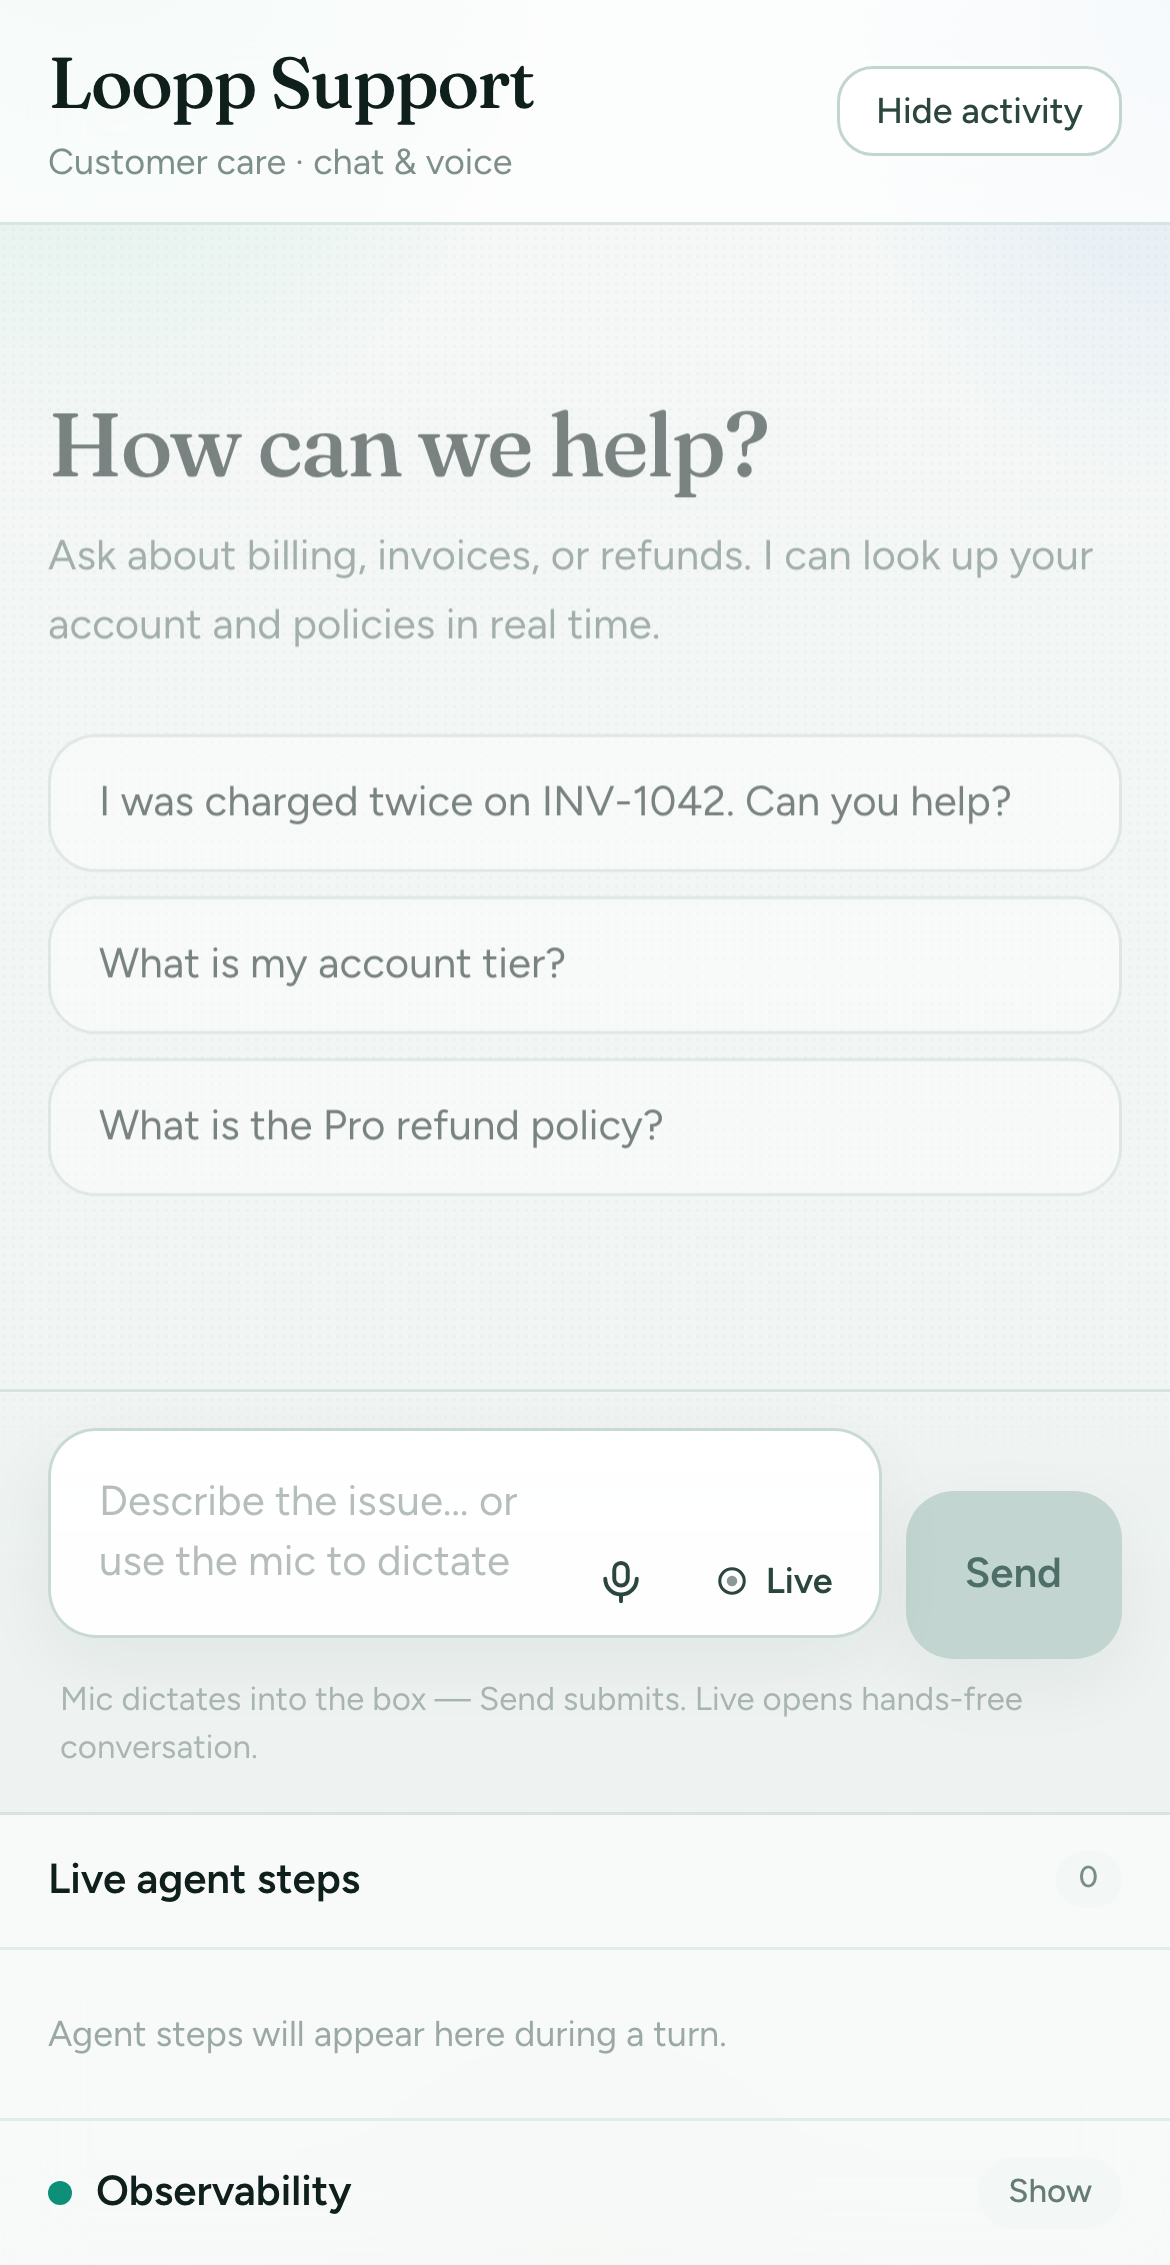 Loopp Support
Customer care · chat & voice
Hide activity
How can we help?
Ask about billing, invoices, or refunds. I can look up your
account and policies in real time.
I was charged twice on INV-1042. Can you help?
What is my account tier?
What is the Pro refund policy?
Describe the issue... or
use the mic to dictate
Live
Send
Mic dictates into the box — Send submits. Live opens hands-free
conversation.
Live agent steps
0
Agent steps will appear here during a turn.
Observability
Show